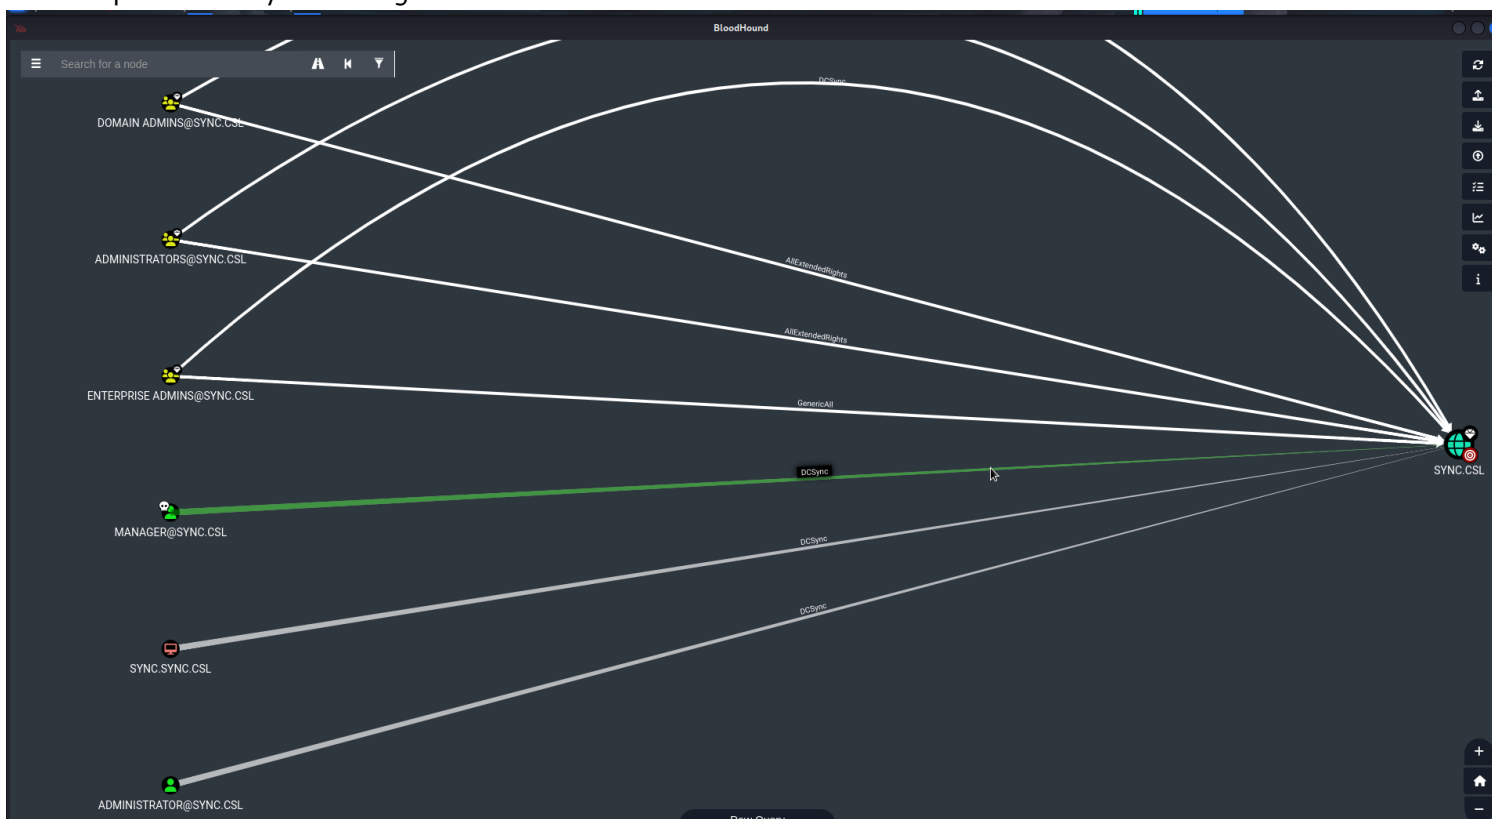 BloodHound
Search for a node
DCSync
DOMAIN ADMINS@SYNC.CSL
ADMINISTRATORS@SYNC.CSL
AllExtendedRights
AllExtendedRights
ENTERPRISE ADMINS@SYNC.CSL
GenericAll
DCSync
SYNC.CSL
MANAGER@SYNC.CSL
DCSync
SYNC.SYNC.CSL
DCSync
ADMINISTRATOR@SYNC.CSL